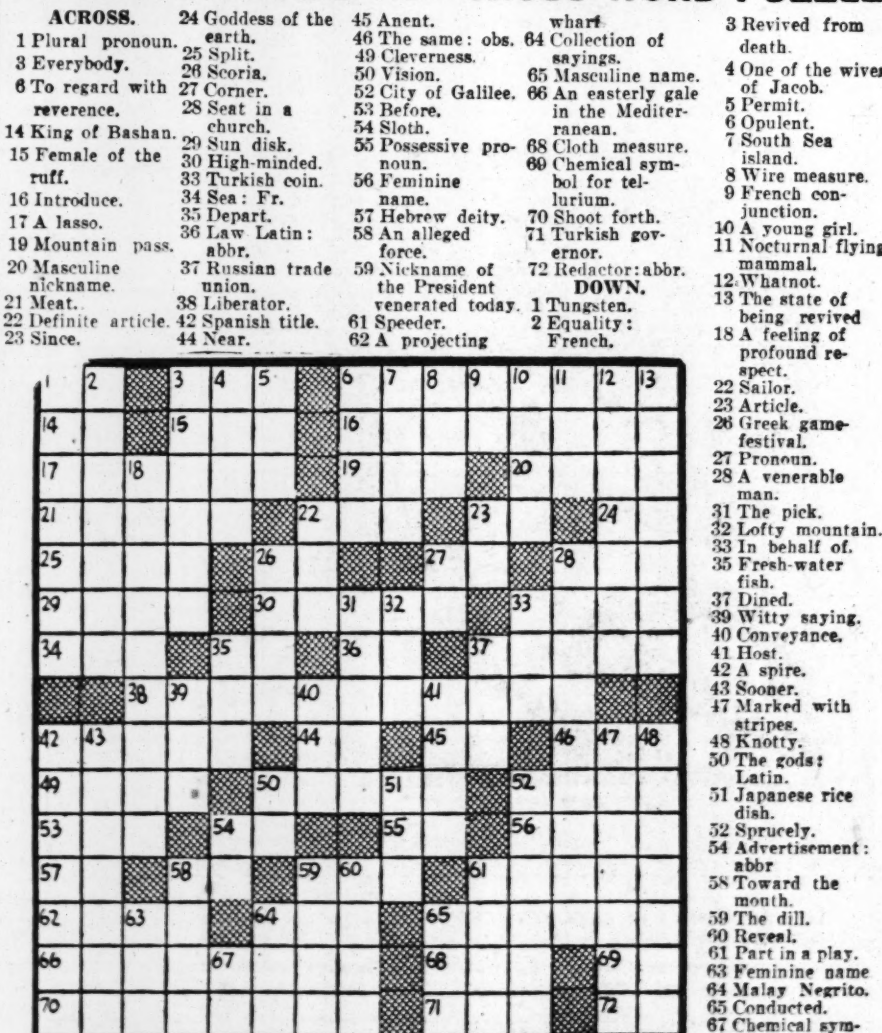 ACROSS.
1 Plural pronoun.
3 Everybody.
6 To regard with
reverence.
14 King of Bashan.
15 Female of the
ruff.
16 Introduce.
17 A lasso.
19 Mountain pass.
20 Masculine
nickname.
21 Meat.
22 Definite article.
23 Since.
24 Goddess of the
earth.
25 Split.
26 Scoria.
27 Corner.
28 Seat in a
church.
29 Sun disk.
30 High-minded.
33 Turkish coin.
34 Sea: Fr.
35 Depart.
36 Law Latin:
abbr.
37 Russian trade
union.
38 Liberator.
42 Spanish title.
44 Near.
45 Anent.
46 The same: obs.
49 Cleverness.
50 Vision.
52 City of Galilee.
53 Before.
54 Sloth.
55 Possessive pro-
noun.
56 Feminine
name.
57 Hebrew deity.
58 An alleged
force.
59 Nickname of
the President
venerated today.
61 Speeder.
62 A projecting
wharf
64 Collection of
sayings.
65 Masculine name.
66 An easterly gale
in the Mediter-
ranean.
68 Cloth measure.
69 Chemical sym-
bol for tel-
lurium.
70 Shoot forth.
71 Turkish gov-
ernor.
72 Redactor: abbr.
DOWN.
1 Tungsten.
2 Equality:
French.
3 Revived from
death.
4 One of the wives
of Jacob.
5 Permit.
6 Opulent.
7 South Sea
island.
8 Wire measure.
9 French con-
junction.
10 A young girl.
11 Nocturnal flying
mammal.
12 Whatnot.
13 The state of
being revived
18 A feeling of
profound re-
spect.
22 Sailor.
23 Article.
26 Greek game-
festival.
27 Pronoun.
28 A venerable
man.
31 The pick.
32 Lofty mountain.
33 In behalf of.
35 Fresh-water
fish.
37 Dined.
39 Witty saying.
40 Conveyance.
41 Host.
42 A spire.
43 Sooner.
47 Marked with
stripes.
48 Knotty.
50 The gods:
Latin.
51 Japanese rice
dish.
52 Sprucely.
54 Advertisement:
abbr
58 Toward the
mouth.
59 The dill.
60 Reveal.
61 Part in a play.
63 Feminine name
64 Malay Negrito.
65 Conducted.
67 Chemical sym-
1 2 3 4 5 6 7 8 9 10 11 12 13
14 15 16
17 18 19 20
21 22 23 24
25 26 27 28
29 30 31 32 33
34 35 36 37
38 39 40 41
42 43 44 45 46 47 48
49 50 51 52
53 54 55 56
57 58 59 60 61
62 63 64 65
66 67 68 69
70 71 72